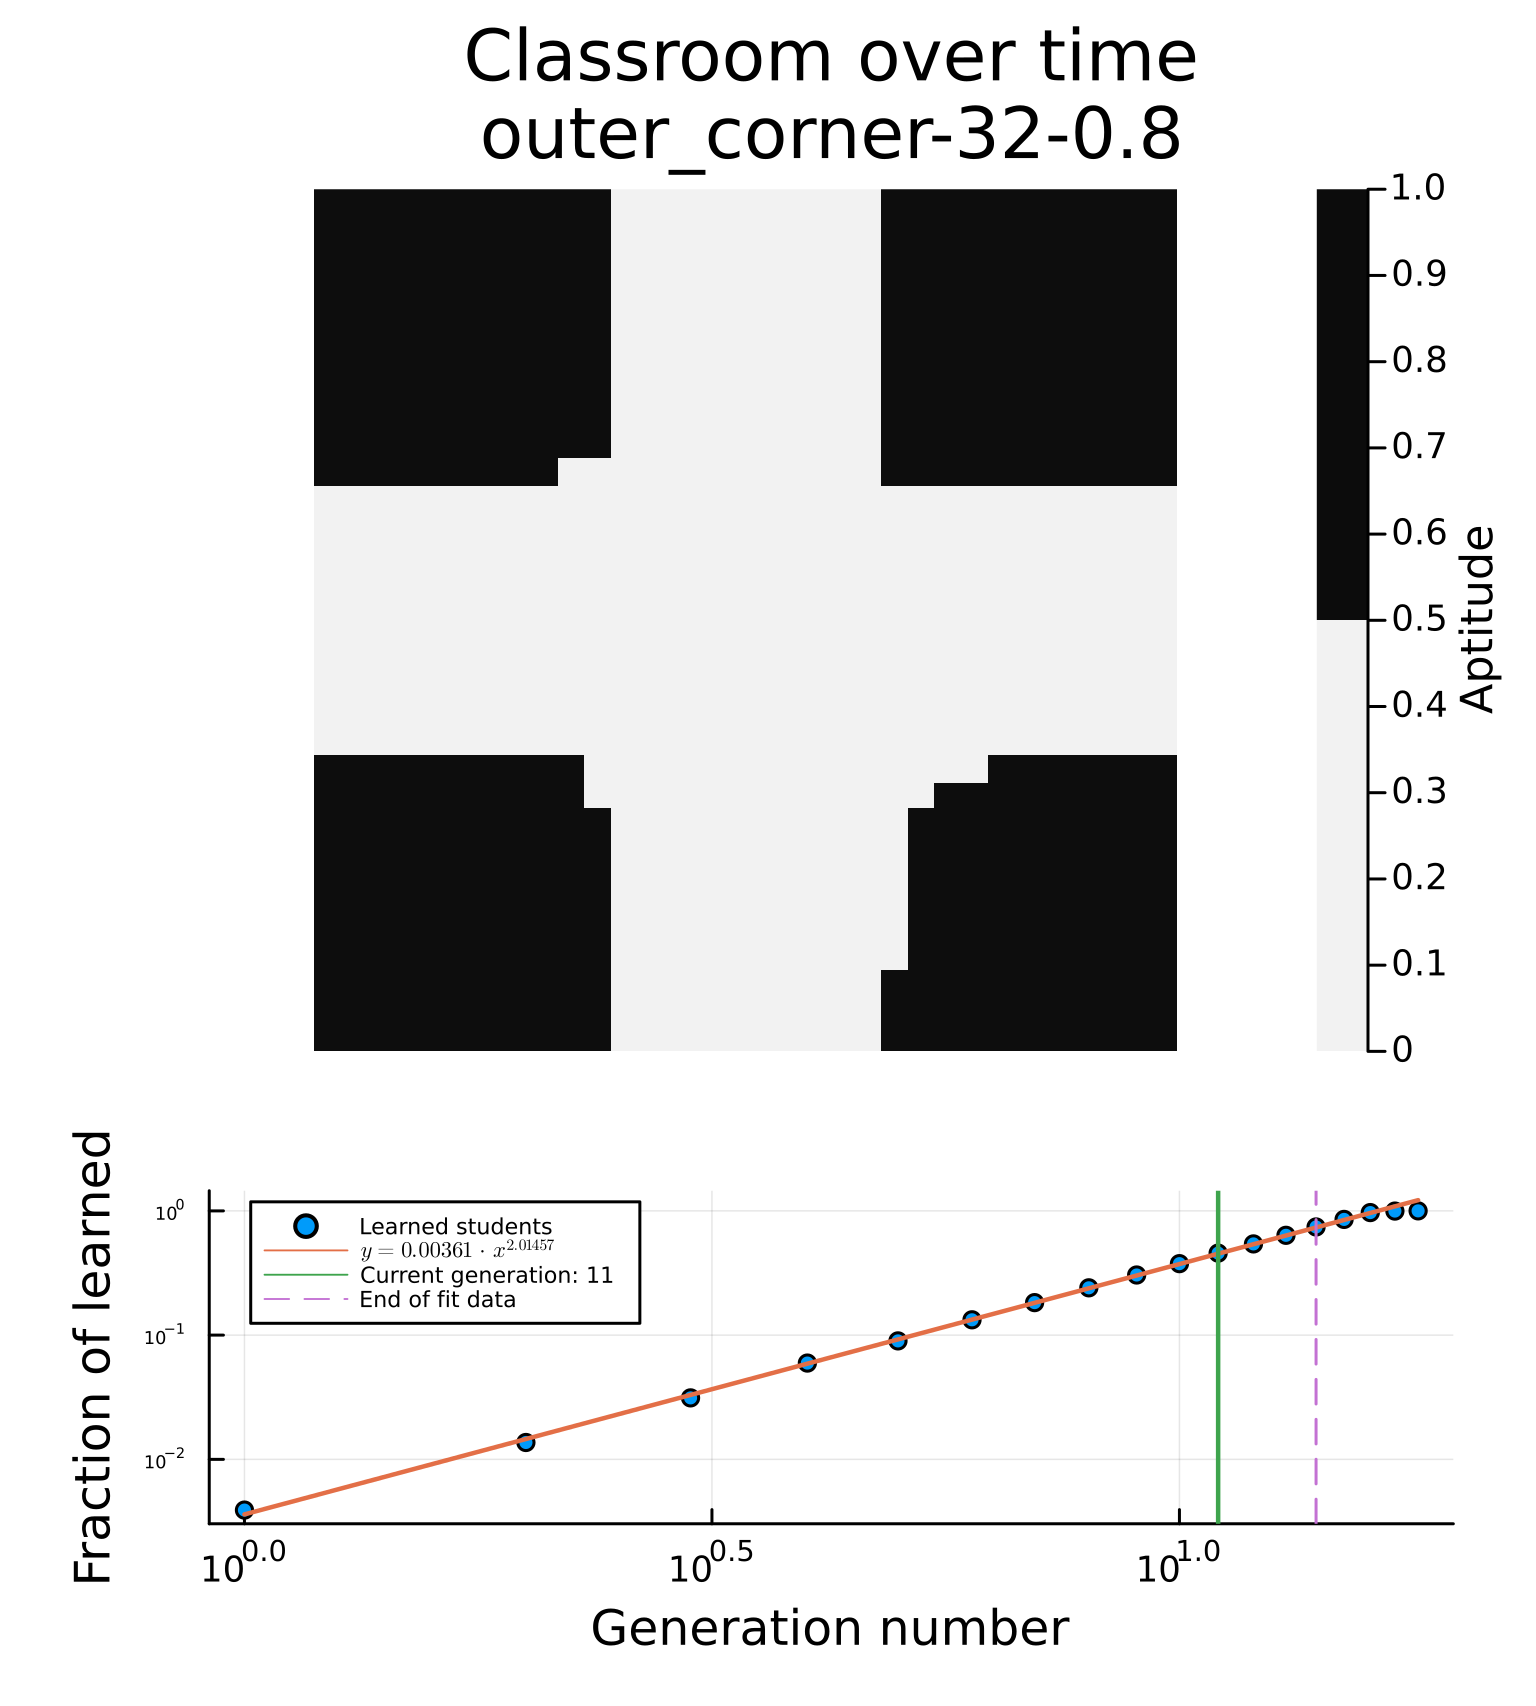 Classroom over time
outer_corner-32-0.8
1.0
0.9
0.8
0.7
0.6
0.5
0.4
0.3
0.2
0.1
0
Aptitude
Fraction of learned
10⁰
10⁻¹
10⁻²
Learned students
y = 0.00361 · x^2.01457
Current generation: 11
End of fit data
10^0.0
10^0.5
10^1.0
Generation number